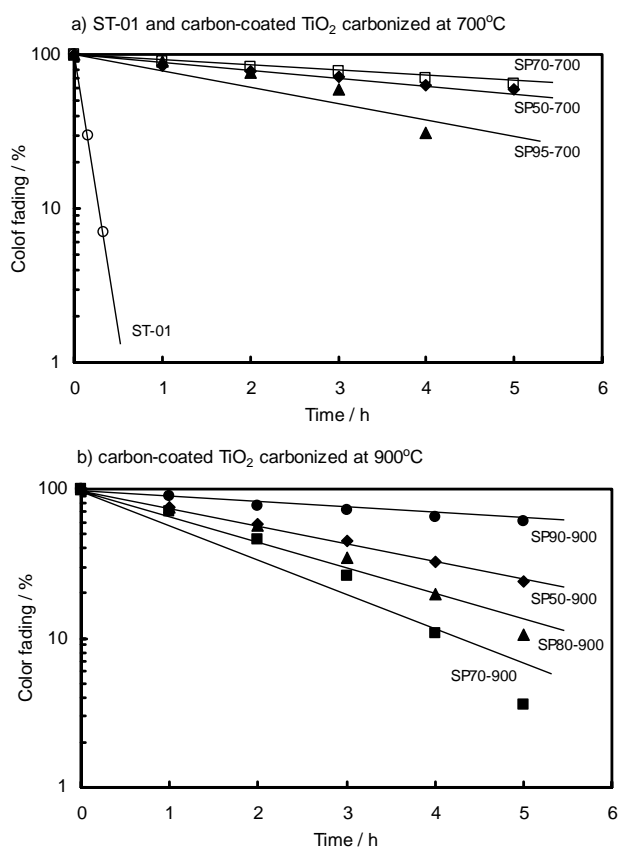 a) ST-01 and carbon-coated TiO₂ carbonized at 700°C
100
SP70-700
SP50-700
SP95-700
Colof fading / %
10
ST-01
1
0 1 2 3 4 5 6
Time / h
b) carbon-coated TiO₂ carbonized at 900°C
100
SP90-900
SP50-900
Color fading / %
10
SP80-900
SP70-900
1
0 1 2 3 4 5 6
Time / h